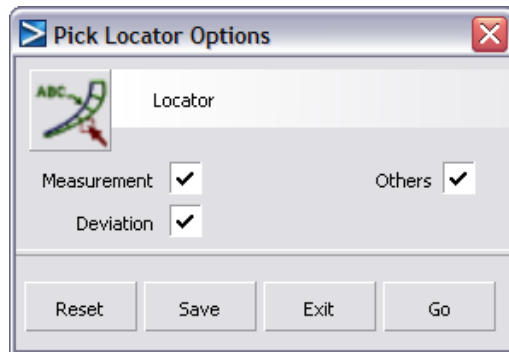 Pick Locator Options
ABC
Locator
Measurement
Others
Deviation
Reset Save Exit Go